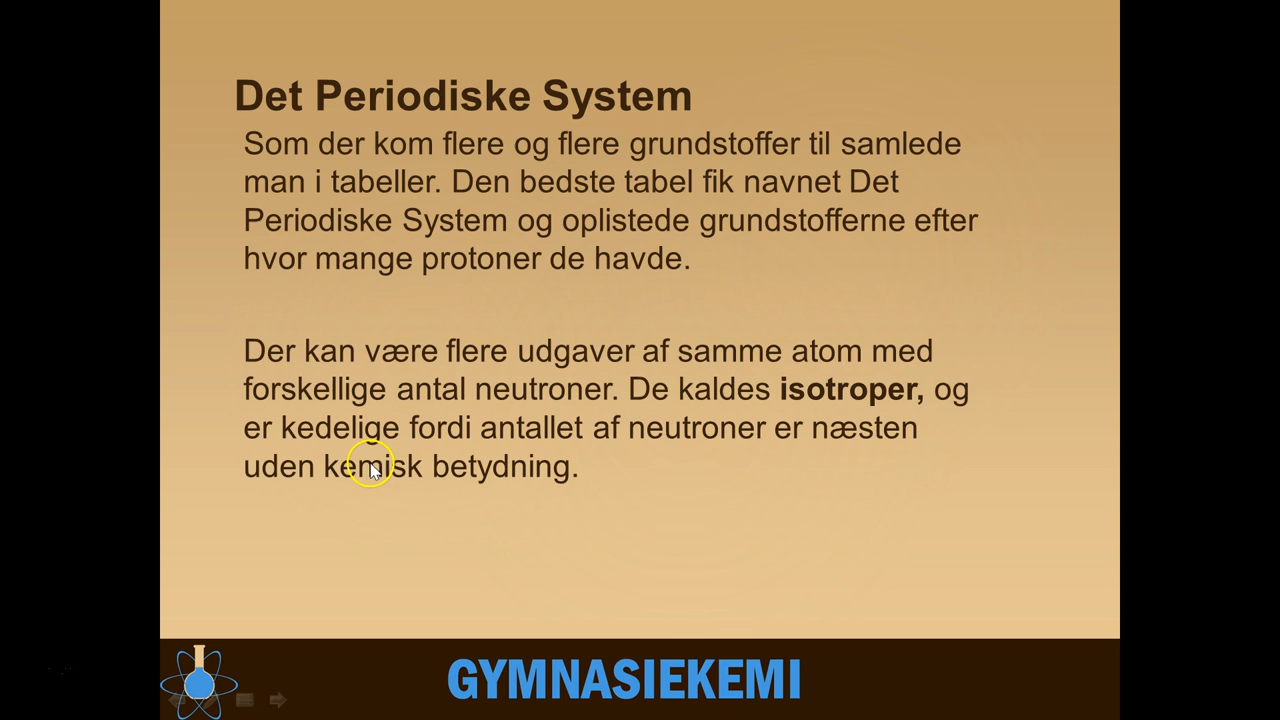 Det Periodiske System
Som der kom flere og flere grundstoffer til samlede
man i tabeller. Den bedste tabel fik navnet Det
Periodiske System og oplistede grundstofferne efter
hvor mange protoner de havde.
Der kan være flere udgaver af samme atom med
forskellige antal neutroner. De kaldes isotroper, og
er kedelige fordi antallet af neutroner er næsten
uden kemisk betydning.
GYMNASIEKEMI